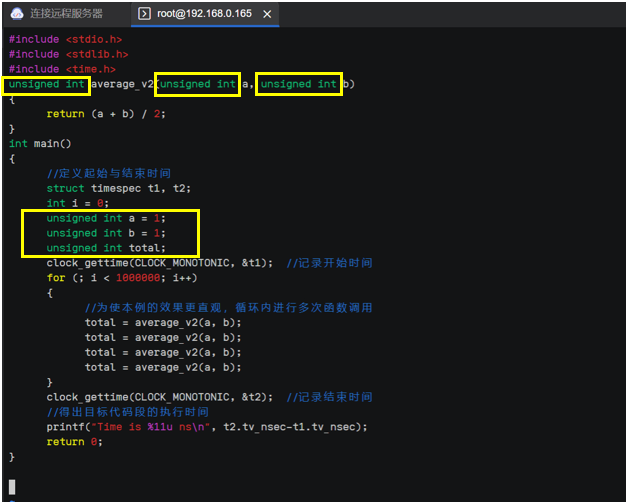 连接远程服务器
root@192.168.0.165 ×
#include <stdio.h>
#include <stdlib.h>
#include <time.h>
unsigned int average_v2(unsigned int a, unsigned int b)
{
return (a + b) / 2;
}
int main()
{
//定义起始与结束时间
struct timespec t1, t2;
int i = 0;
unsigned int a = 1;
unsigned int b = 1;
unsigned int total;
clock_gettime(CLOCK_MONOTONIC, &t1);  //记录开始时间
for (; i < 1000000; i++)
{
//为使本例的效果更直观，循环内进行多次函数调用
total = average_v2(a, b);
total = average_v2(a, b);
total = average_v2(a, b);
total = average_v2(a, b);
}
clock_gettime(CLOCK_MONOTONIC, &t2);  //记录结束时间
//得出目标代码段的执行时间
printf("Time is %11u ns\n", t2.tv_nsec-t1.tv_nsec);
return 0;
}